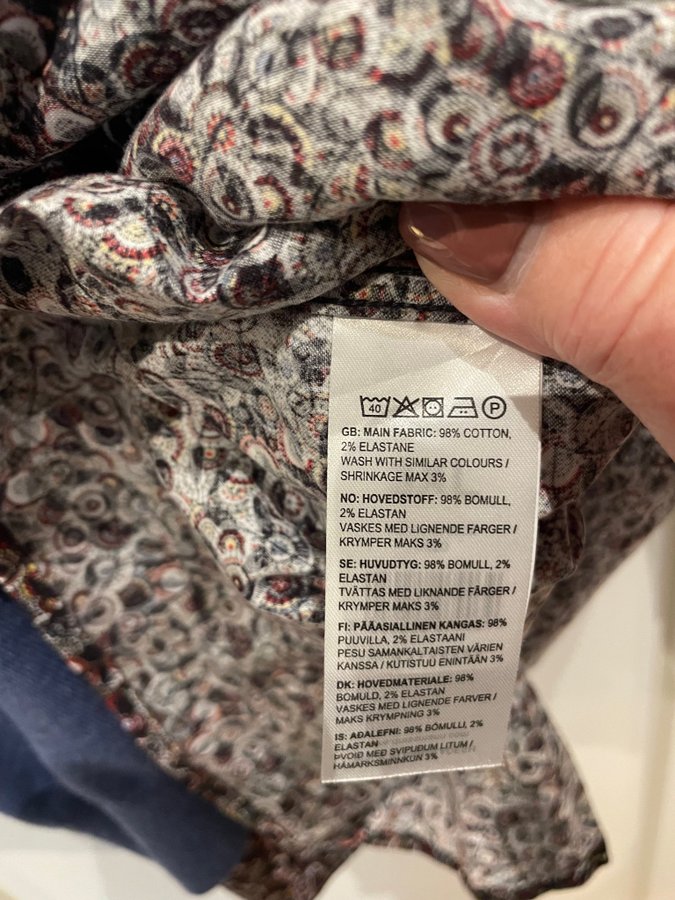 40 P
GB: MAIN FABRIC: 98% COTTON,
2% ELASTANE
WASH WITH SIMILAR COLOURS /
SHRINKAGE MAX 3%
NO: HOVEDSTOFF: 98% BOMULL,
2% ELASTAN
VASKES MED LIGNENDE FARGER /
KRYMPER MAKS 3%
SE: HUVUDTYG: 98% BOMULL, 2%
ELASTAN
TVÄTTAS MED LIKNANDE FÄRGER /
KRYMPER MAKS 3%
FI: PÄÄASIALLINEN KANGAS: 98%
PUUVILLA, 2% ELASTAANI
PESU SAMANKALTAISTEN VÄRIEN
KANSSA / KUTISTUU ENINTÄÄN 3%
DK: HOVEDMATERIALE: 98%
BOMULD, 2% ELASTAN
VASKES MED LIGNENDE FARVER /
MAKS KRYMPNING 3%
IS: AÐALEFNI: 98% BÓMULLI, 2%
ELASTAN
ÞVOIÐ MEÐ SVIPUÐUM LITUM /
HÁMARKSMINNKUN 3%